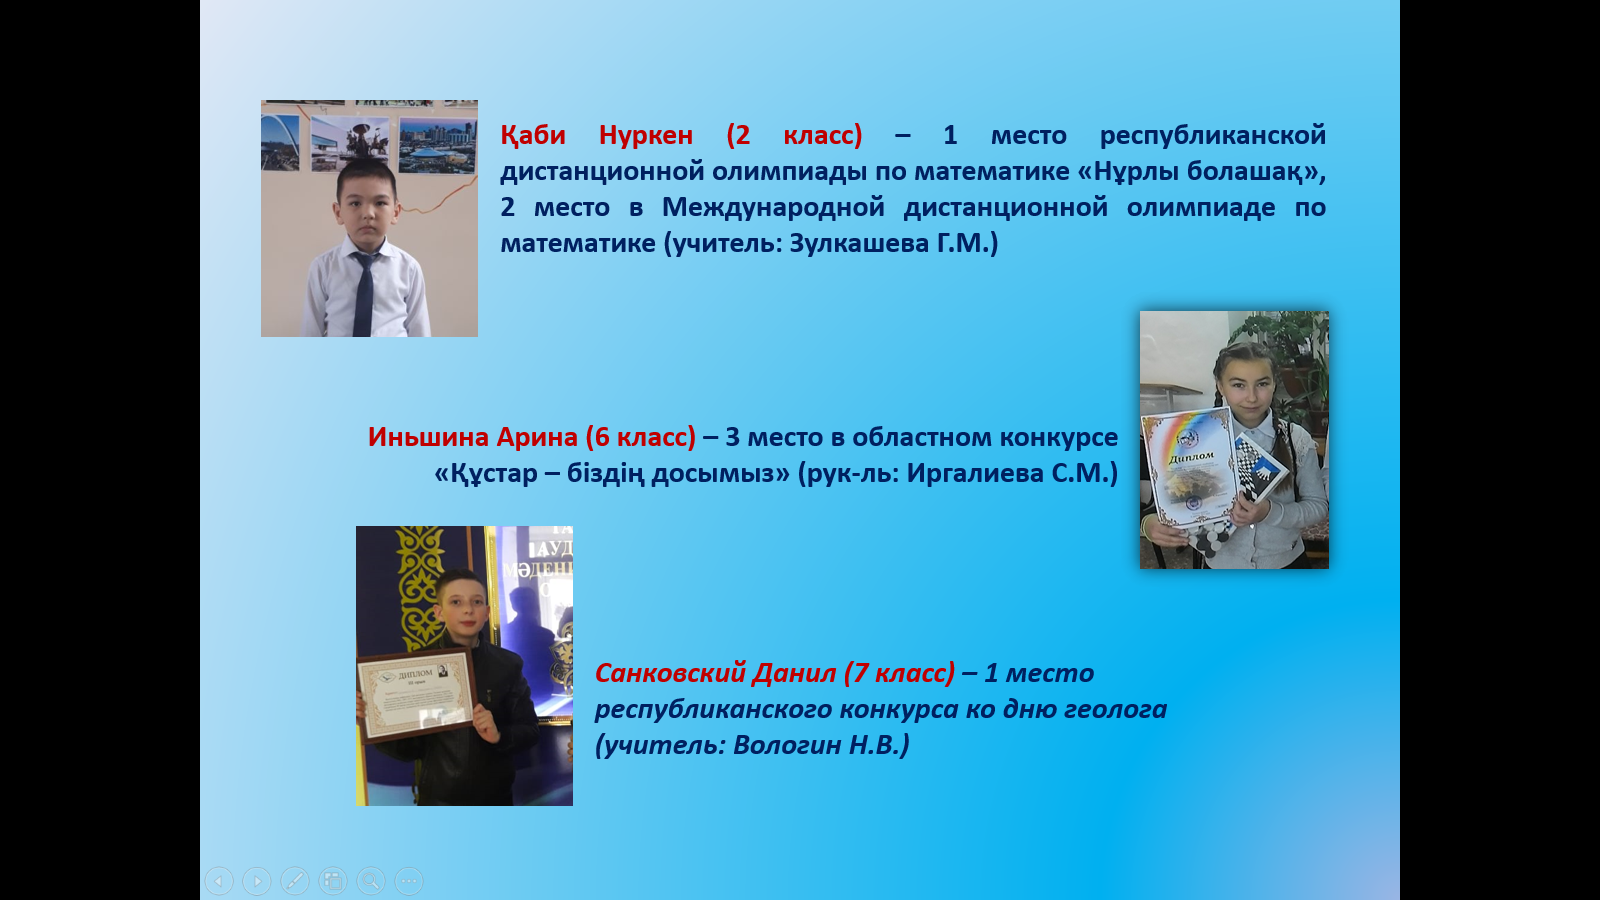 Қаби Нуркен (2 класс) – 1 место республиканской
дистанционной олимпиады по математике «Нұрлы болашақ»,
2 место в Международной дистанционной олимпиаде по
математике (учитель: Зулкашева Г.М.)
Иньшина Арина (6 класс) – 3 место в областном конкурсе
«Құстар – біздің досымыз» (рук-ль: Иргалиева С.М.)
Диплом
ДИПЛОМ
Санковский Данил (7 класс) – 1 место
республиканского конкурса ко дню геолога
(учитель: Вологин Н.В.)